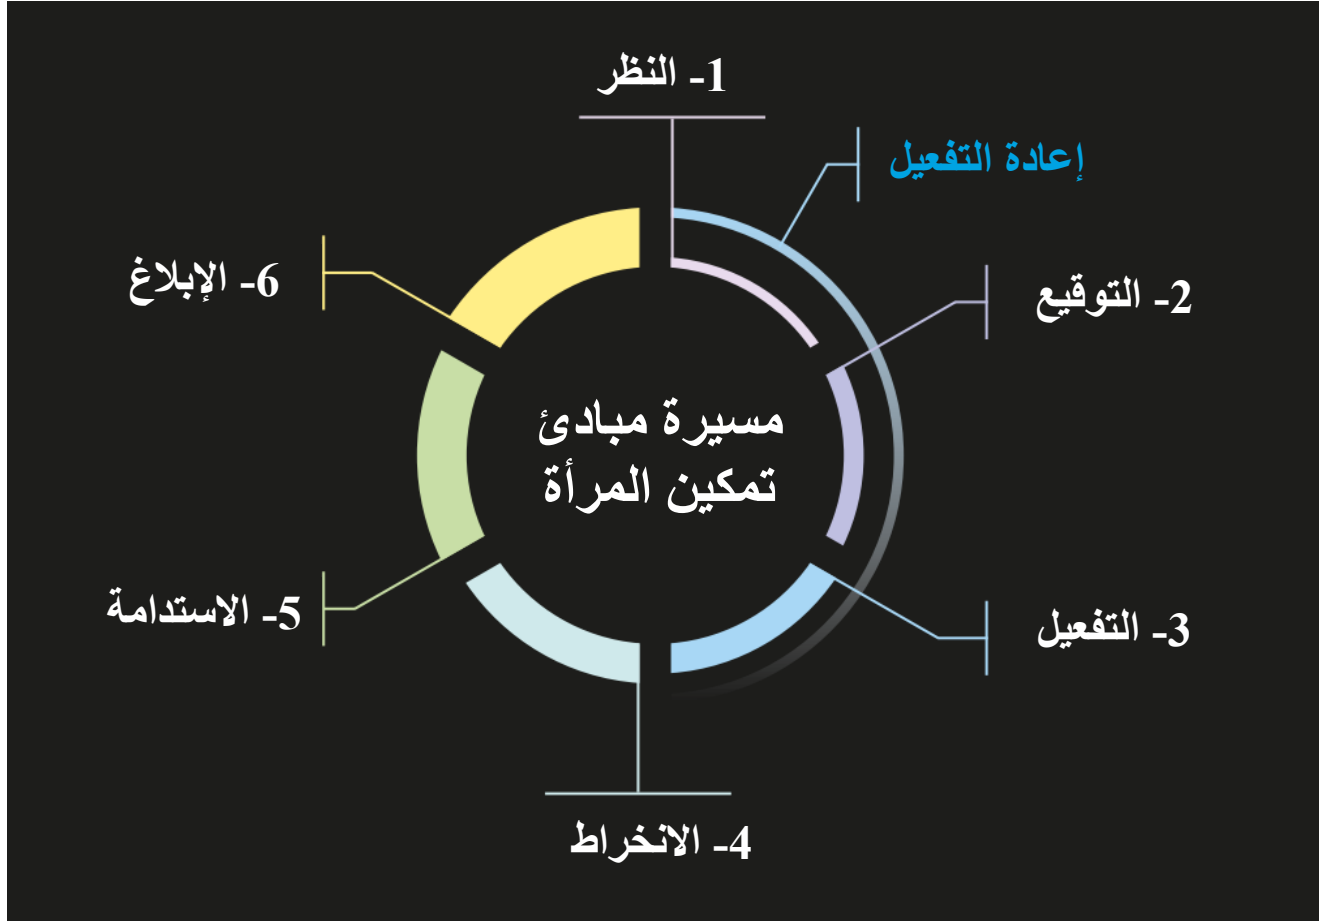 1- النظر
إعادة التفعيل
2- التوقيع
3- التفعيل
4- الانخراط
5- الاستدامة
6- الإبلاغ
مسيرة مبادئ
تمكين المرأة